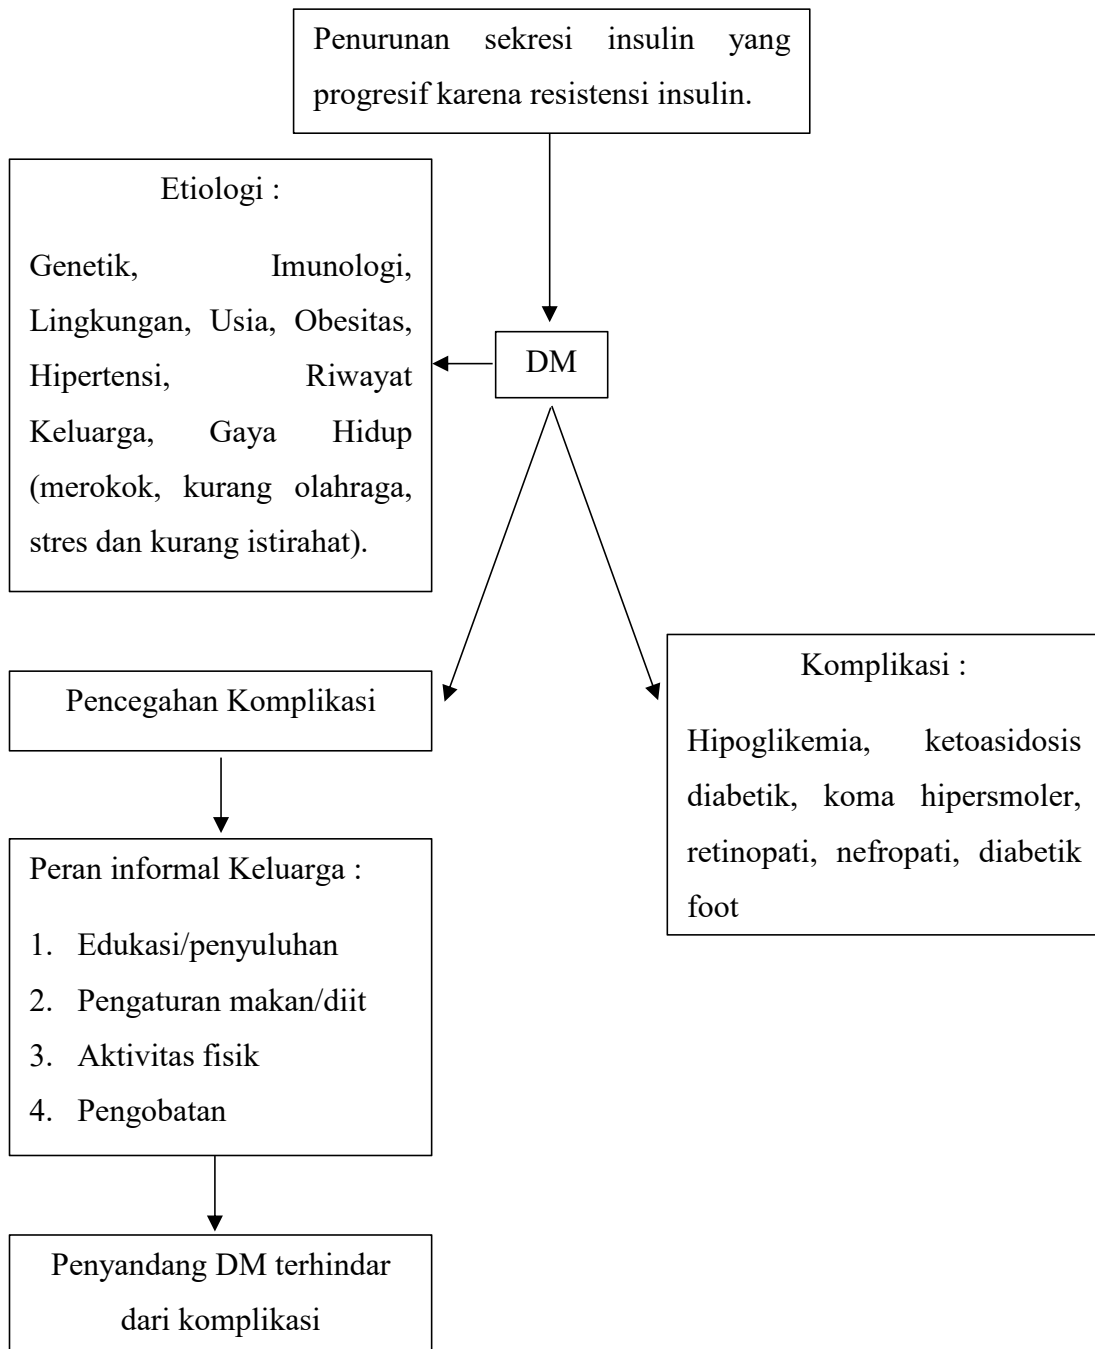 Penurunan sekresi insulin yang
progresif karena resistensi insulin.
Etiologi :
Genetik, Imunologi,
Lingkungan, Usia, Obesitas,
Hipertensi, Riwayat
Keluarga, Gaya Hidup
(merokok, kurang olahraga,
stres dan kurang istirahat).
DM
Pencegahan Komplikasi
Komplikasi :
Hipoglikemia, ketoasidosis
diabetik, koma hipersmoler,
retinopati, nefropati, diabetik
foot
Peran informal Keluarga :
1. Edukasi/penyuluhan
2. Pengaturan makan/diit
3. Aktivitas fisik
4. Pengobatan
Penyandang DM terhindar
dari komplikasi